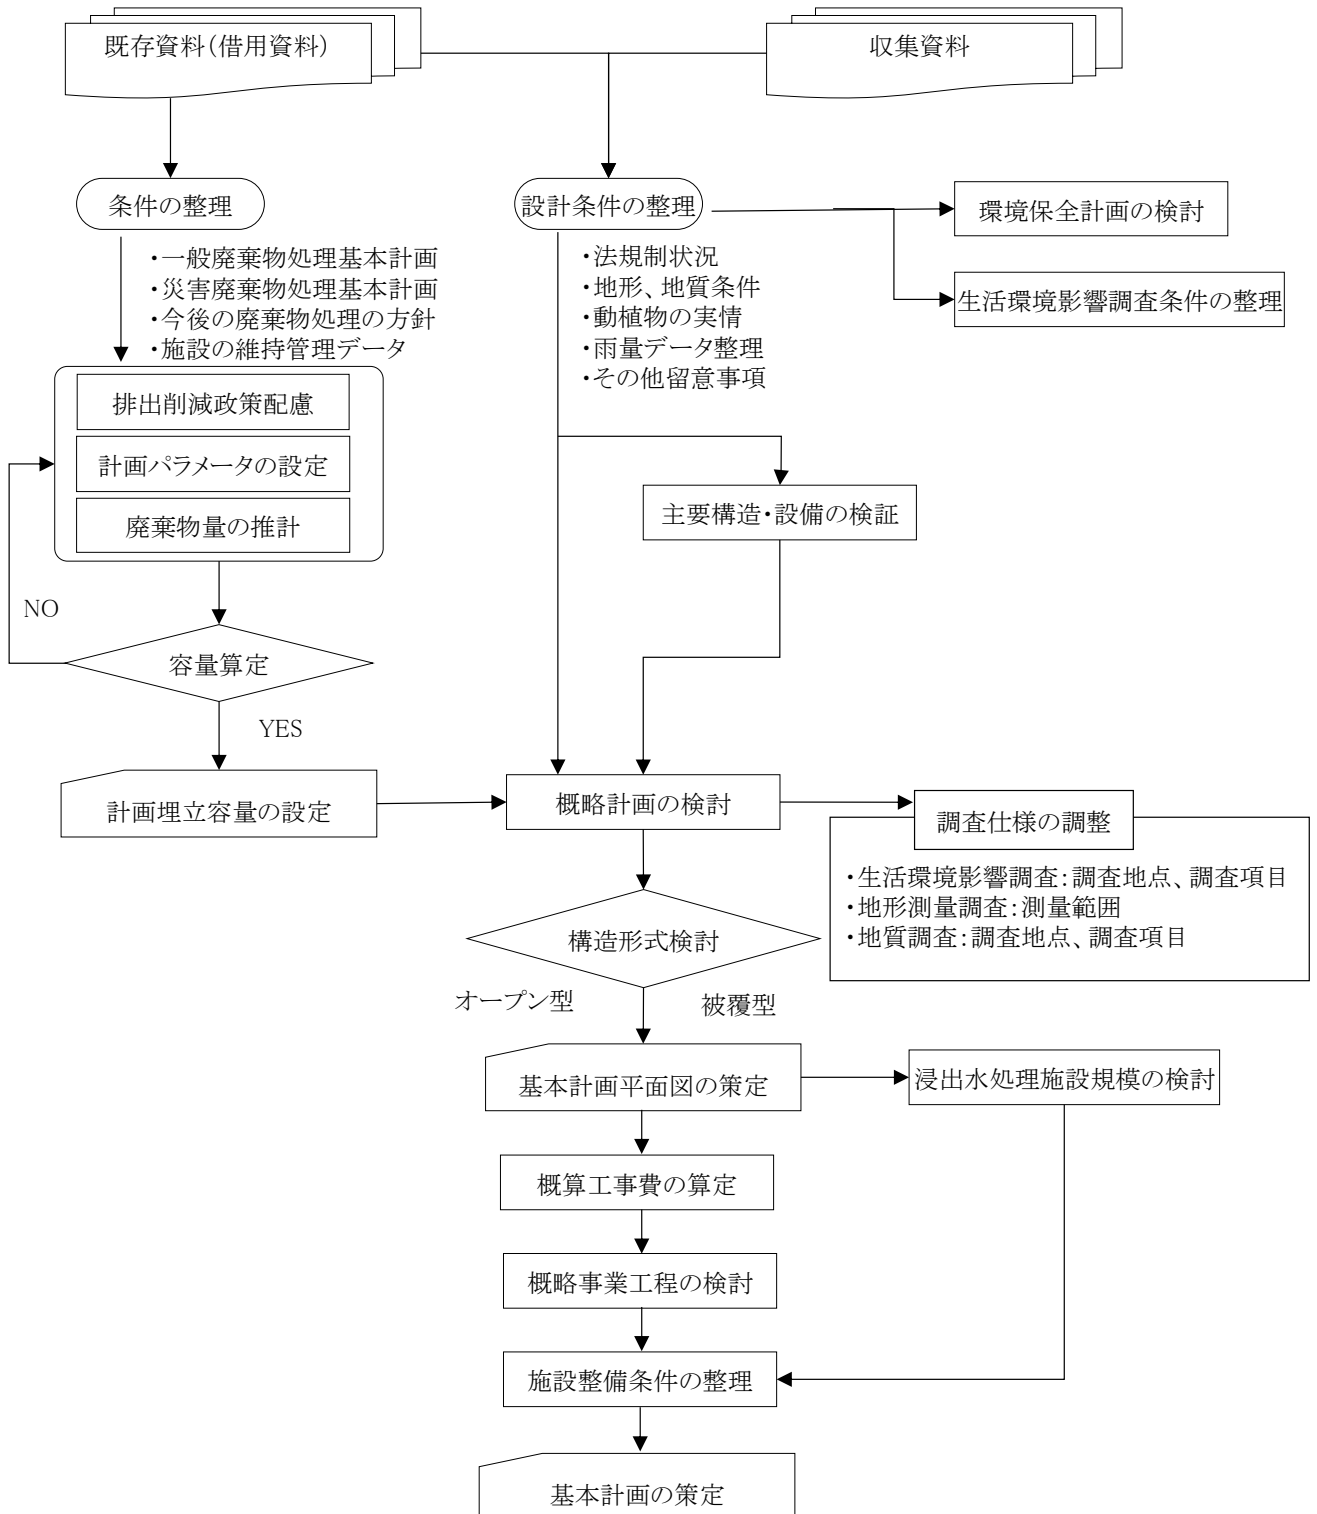 既存資料（借用資料）
収集資料
条件の整理
設計条件の整理
環境保全計画の検討
生活環境影響調査条件の整理
・一般廃棄物処理基本計画
・災害廃棄物処理基本計画
・今後の廃棄物処理の方針
・施設の維持管理データ
・法規制状況
・地形、地質条件
・動植物の実情
・雨量データ整理
・その他留意事項
排出削減政策配慮
計画パラメータの設定
廃棄物量の推計
主要構造・設備の検証
NO
容量算定
YES
計画埋立容量の設定
概略計画の検討
調査仕様の調整
・生活環境影響調査：調査地点、調査項目
・地形測量調査：測量範囲
・地質調査：調査地点、調査項目
構造形式検討
オープン型
被覆型
基本計画平面図の策定
浸出水処理施設規模の検討
概算工事費の算定
概略事業工程の検討
施設整備条件の整理
基本計画の策定